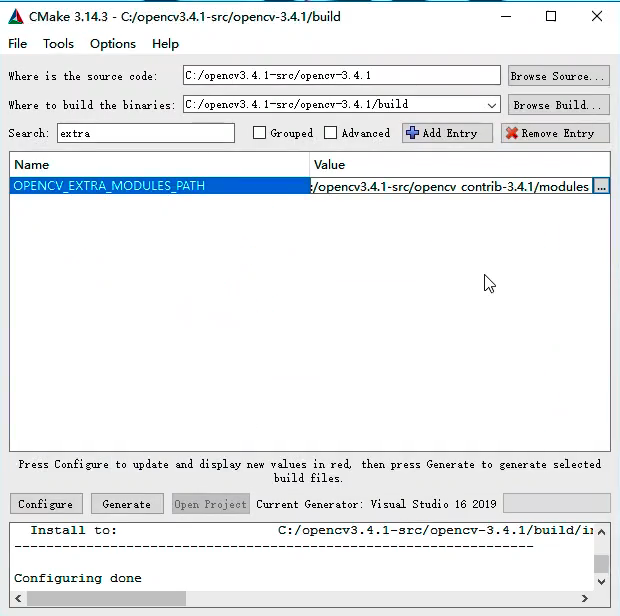 CMake 3.14.3 - C:/opencv3.4.1-src/opencv-3.4.1/build
File Tools Options Help
Where is the source code: C:/opencv3.4.1-src/opencv-3.4.1 Browse Source...
Where to build the binaries: C:/opencv3.4.1-src/opencv-3.4.1/build Browse Build...
Search: extra Grouped Advanced Add Entry Remove Entry
Name Value
OPENCV_EXTRA_MODULES_PATH :/opencv3.4.1-src/opencv_contrib-3.4.1/modules ...
Press Configure to update and display new values in red, then press Generate to generate selected
build files.
Configure Generate Open Project Current Generator: Visual Studio 16 2019
Install to: C:/opencv3.4.1-src/opencv-3.4.1/build/in
-----------------------------------------------------------------
Configuring done